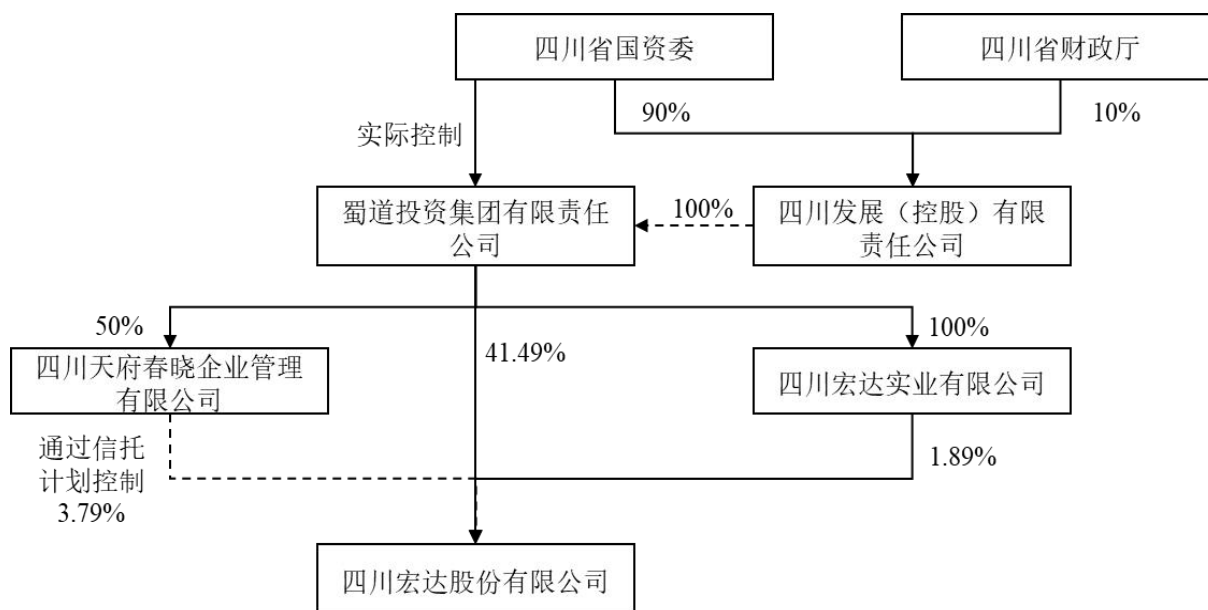 四川省国资委
四川省财政厅
90%
10%
实际控制
蜀道投资集团有限责任
公司
100%
四川发展（控股）有限
责任公司
50%
41.49%
100%
四川天府春晓企业管理
有限公司
四川宏达实业有限公司
通过信托
计划控制
3.79%
1.89%
四川宏达股份有限公司